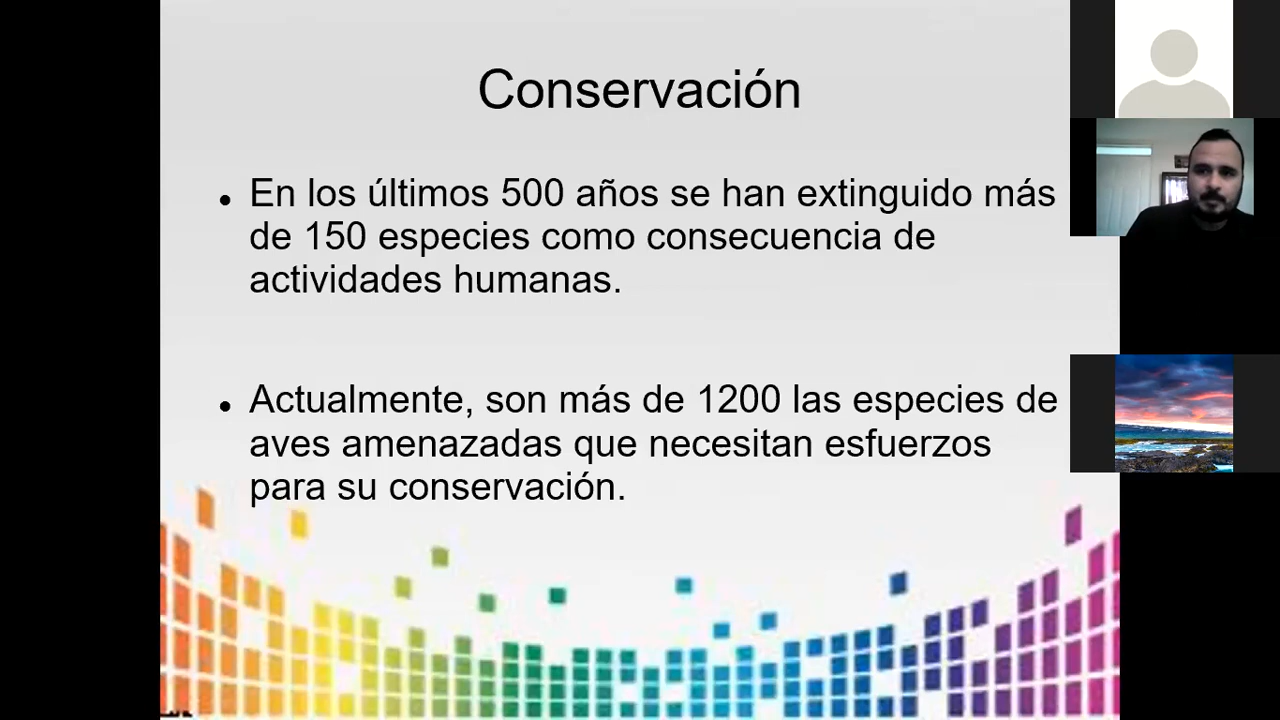 Conservación
En los últimos 500 años se han extinguido más
de 150 especies como consecuencia de
actividades humanas.
Actualmente, son más de 1200 las especies de
aves amenazadas que necesitan esfuerzos
para su conservación.